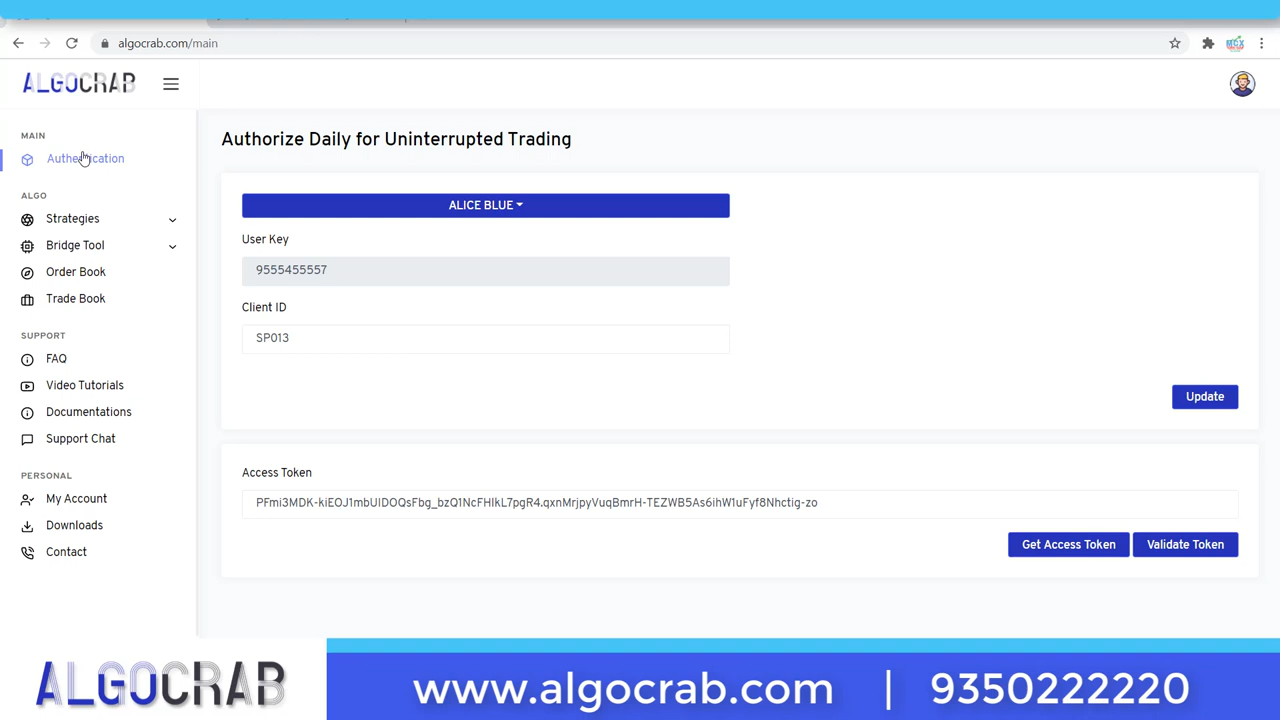 algocrab.com/main
MCX
ALGOCRAB
MAIN
Authentication
ALGO
Strategies
Bridge Tool
Order Book
Trade Book
SUPPORT
FAQ
Video Tutorials
Documentations
Support Chat
PERSONAL
My Account
Downloads
Contact
Authorize Daily for Uninterrupted Trading
ALICE BLUE
User Key
9555455557
Client ID
SP013
Update
Access Token
PFmi3MDK-kiEOJ1mbUIDOQsFbg_bzQ1NcFHIkL7pgR4.qxnMrjpyVuqBmrH-TEZWB5As6ihW1uFyf8Nhctig-zo
Get Access Token
Validate Token
ALGOCRAB
www.algocrab.com | 9350222220